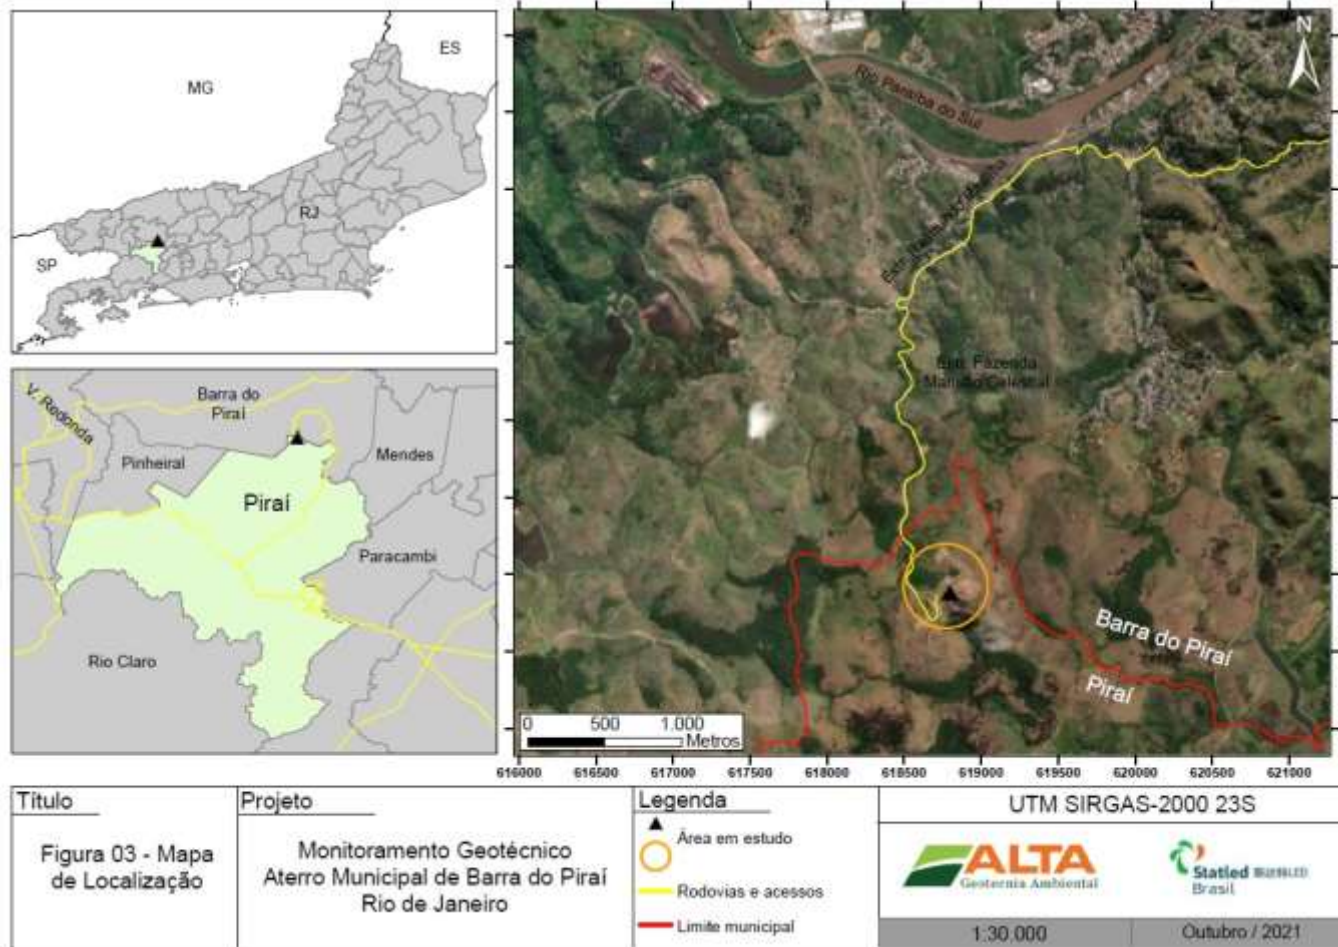 ES
MG
RJ
SP
V. Redonda
Barra do
Piraí
Pinheiral
Mendes
Piraí
Paracambi
Rio Claro
N
Rio Paraíba do Sul
Estr. Fazenda
Mansão Celestial
Barra do Piraí
Piraí
0 500 1.000
Metros
616000 616500 617000 617500 618000 618500 619000 619500 620000 620500 621000
Título
Figura 03 - Mapa
de Localização
Projeto
Monitoramento Geotécnico
Aterro Municipal de Barra do Piraí
Rio de Janeiro
Legenda
Área em estudo
Rodovias e acessos
Limite municipal
UTM SIRGAS-2000 23S
ALTA
Geotecnia Ambiental
Statled
Brasil
1:30.000
Outubro / 2021